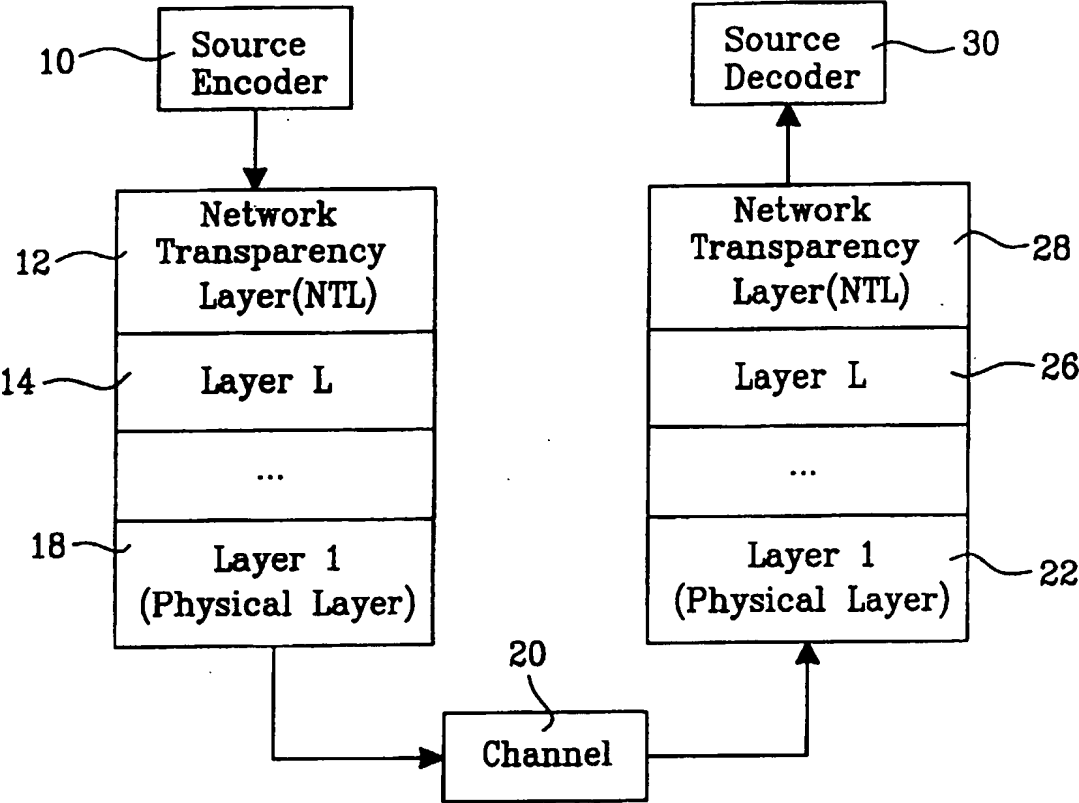 10
Source
Encoder
12
Network
Transparency
Layer(NTL)
14
Layer L
...
18
Layer 1
(Physical Layer)
20
Channel
Source
Decoder
30
Network
Transparency
Layer(NTL)
28
Layer L
26
...
Layer 1
(Physical Layer)
22